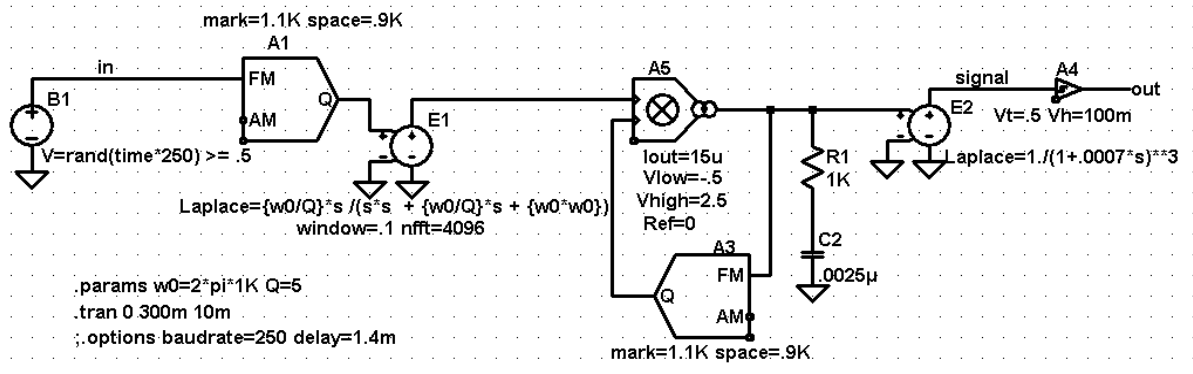 mark=1.1K space=.9K
A1
in
FM
Q
AM
B1
V=rand(time*250) >= .5
E1
Laplace={w0/Q}*s /(s*s + {w0/Q}*s + {w0*w0})
window=.1 nfft=4096
A5
Iout=15u
Vlow=-.5
Vhigh=2.5
Ref=0
R1
1K
C2
.0025µ
A3
FM
Q
AM
mark=1.1K space=.9K
signal
A4
out
E2
Vt=.5 Vh=100m
Laplace=1./(1+.0007*s)**3
.params w0=2*pi*1K Q=5
.tran 0 300m 10m
;.options baudrate=250 delay=1.4m